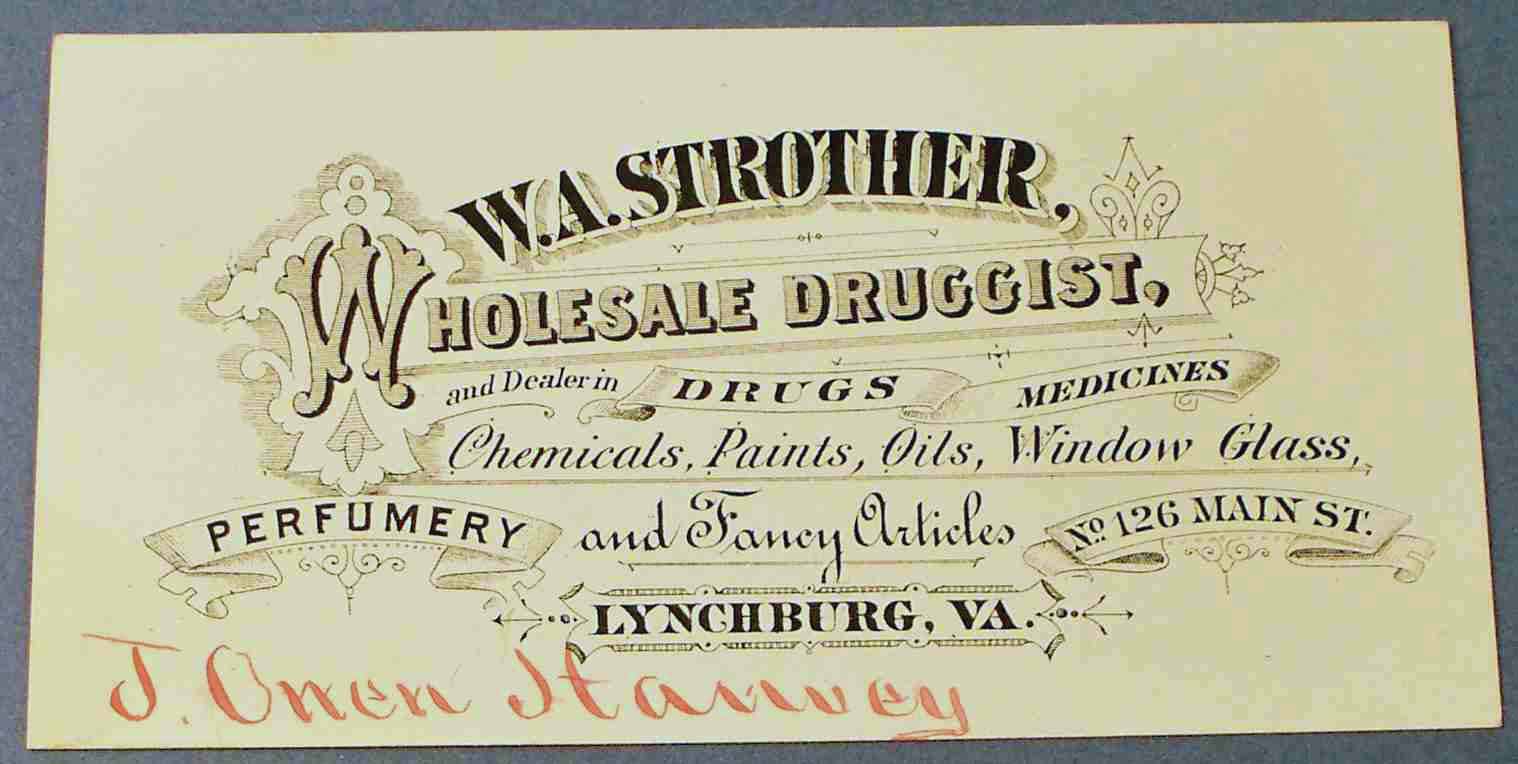 W.A. STROTHER,
WHOLESALE DRUGGIST,
and Dealer in DRUGS MEDICINES
Chemicals, Paints, Oils, Window Glass,
PERFUMERY and Fancy Articles No. 126 MAIN ST.
LYNCHBURG, VA.
J. Owen